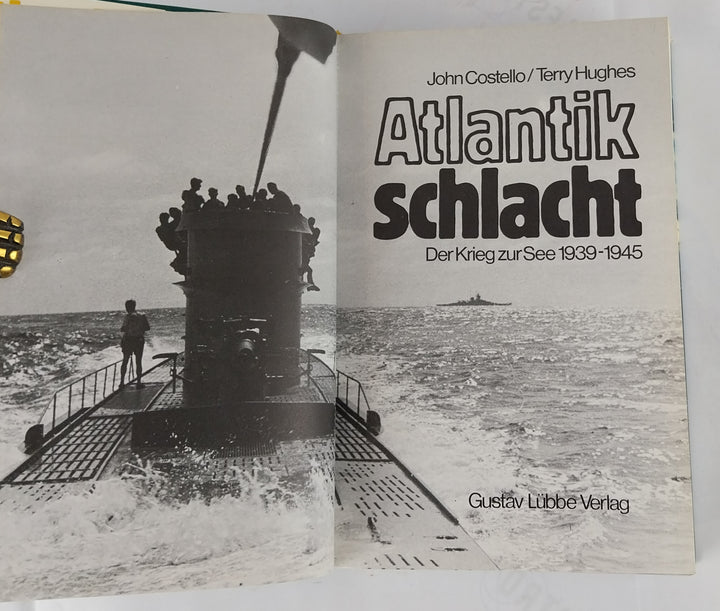 John Costello/Terry Hughes
Atlantik
schlacht
Der Krieg zur See 1939-1945
Gustav Lübbe Verlag